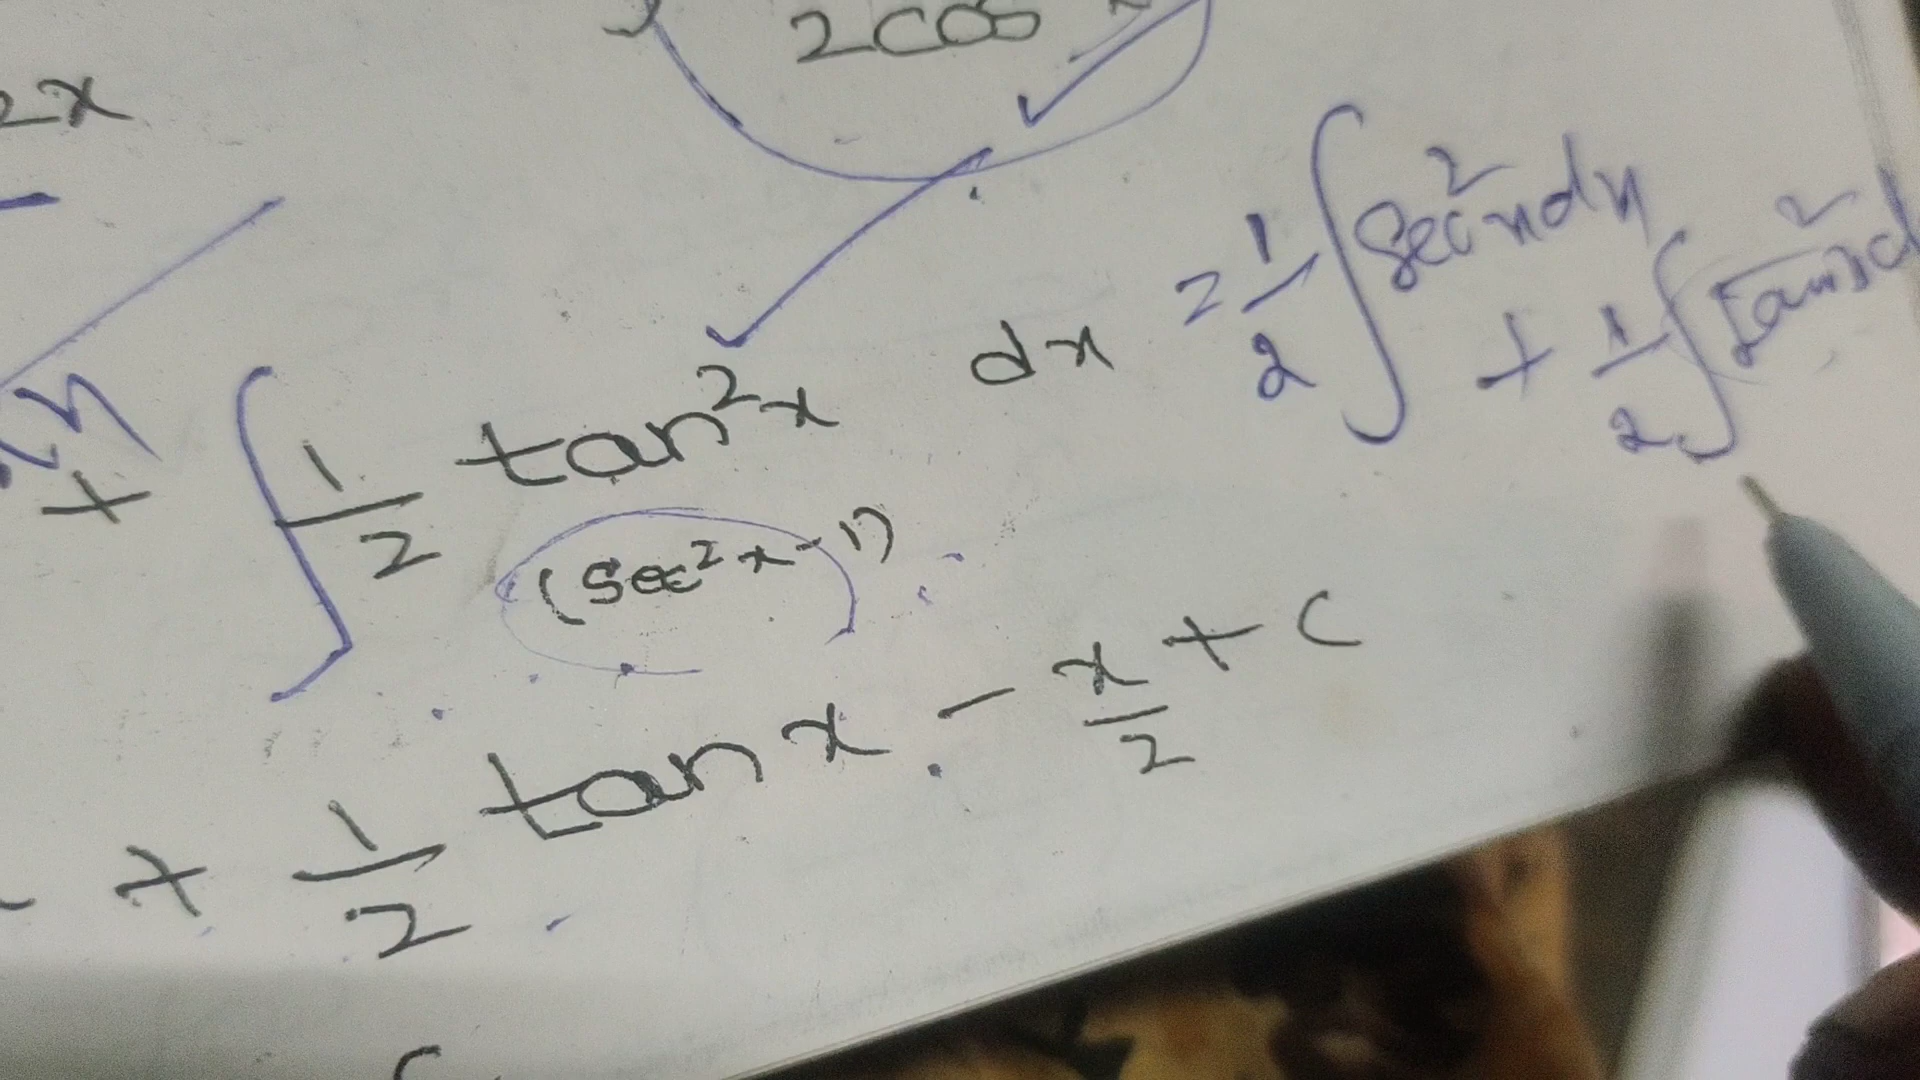 2cos
2x
= 1/2 ∫ sec²x dx
+ 1/2 ∫ tan²x d
+ ∫ 1/2 tan²x dx
(sec²x - 1)
+ 1/2 tan x - x/2 + c